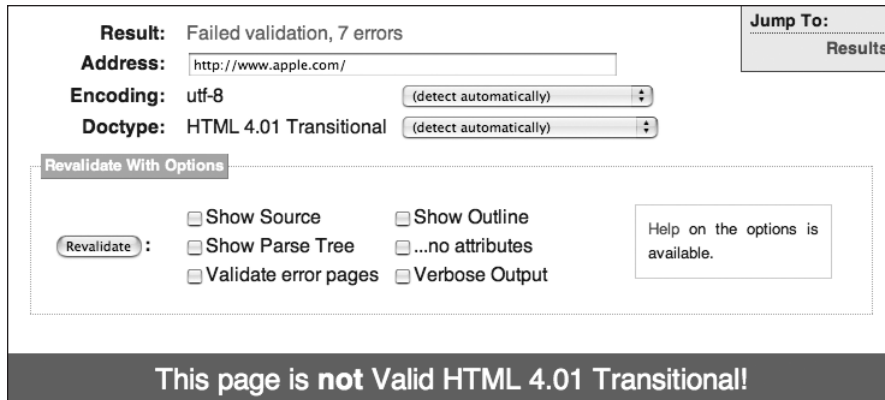 Result: Failed validation, 7 errors
Jump To:
Results
Address: http://www.apple.com/
Encoding: utf-8 (detect automatically)
Doctype: HTML 4.01 Transitional (detect automatically)
Revalidate With Options
Show Source Show Outline
Revalidate : Show Parse Tree ...no attributes
Validate error pages Verbose Output
Help on the options is
available.
This page is not Valid HTML 4.01 Transitional!